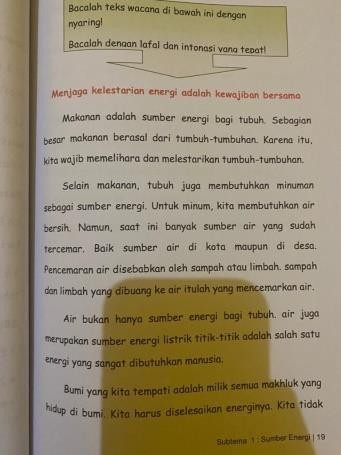 Bacalah teks wacana di bawah ini dengan
nyaring!
Bacalah dengan lafal dan intonasi yang tepat!
Menjaga kelestarian energi adalah kewajiban bersama
Makanan adalah sumber energi bagi tubuh. Sebagian
besar makanan berasal dari tumbuh-tumbuhan. Karena itu,
kita wajib memelihara dan melestarikan tumbuh-tumbuhan.
Selain makanan, tubuh juga membutuhkan minuman
sebagai sumber energi. Untuk minum, kita membutuhkan air
bersih. Namun, saat ini banyak sumber air yang sudah
tercemar. Baik sumber air di kota maupun di desa.
Pencemaran air disebabkan oleh sampah atau limbah. sampah
dan limbah yang dibuang ke air itulah yang mencemarkan air.
Air bukan hanya sumber energi bagi tubuh. air juga
merupakan sumber energi listrik titik-titik adalah salah satu
energi yang sangat dibutuhkan manusia.
Bumi yang kita tempati adalah milik semua makhluk yang
hidup di bumi. Kita harus diselesaikan energinya. Kita tidak
Subtema 1 : Sumber Energi | 19